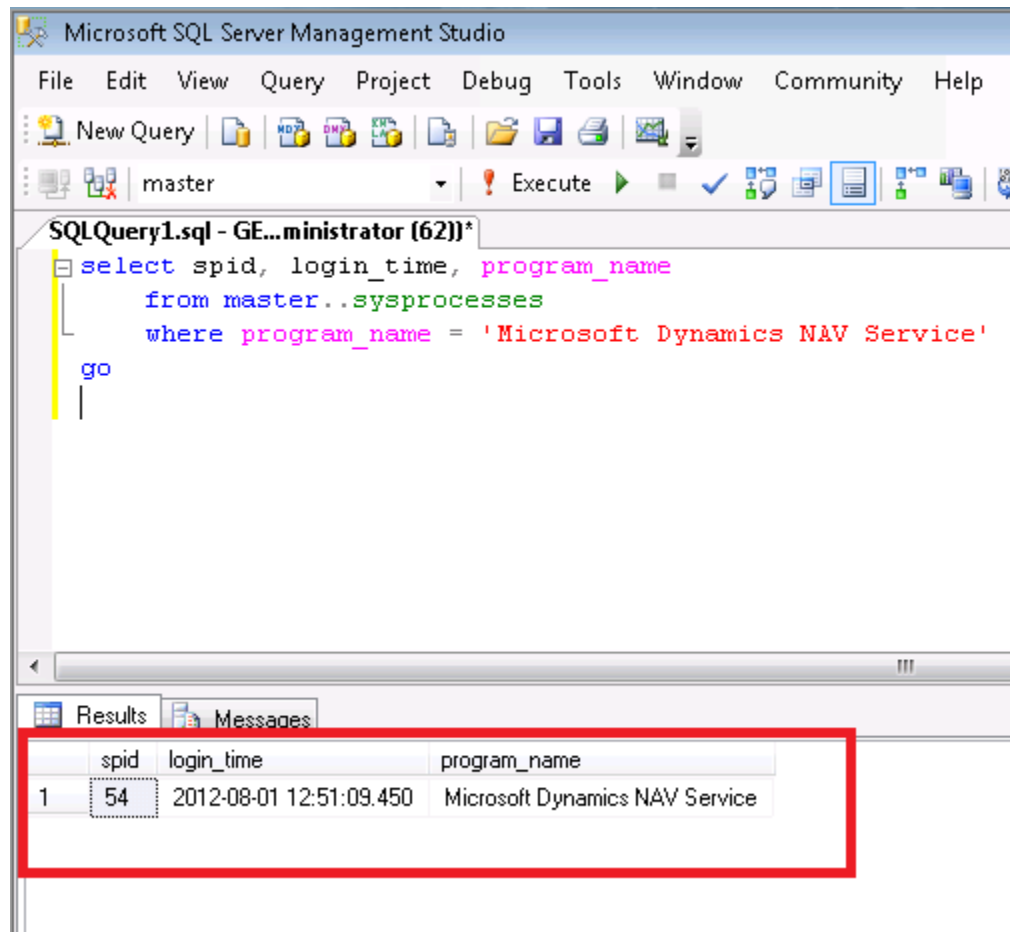 Microsoft SQL Server Management Studio
File Edit View Query Project Debug Tools Window Community Help
New Query
master Execute
SQLQuery1.sql - GE...ministrator (62))*
select spid, login_time, program_name
from master..sysprocesses
where program_name = 'Microsoft Dynamics NAV Service'
go
Results Messages
spid login_time program_name
1 54 2012-08-01 12:51:09.450 Microsoft Dynamics NAV Service